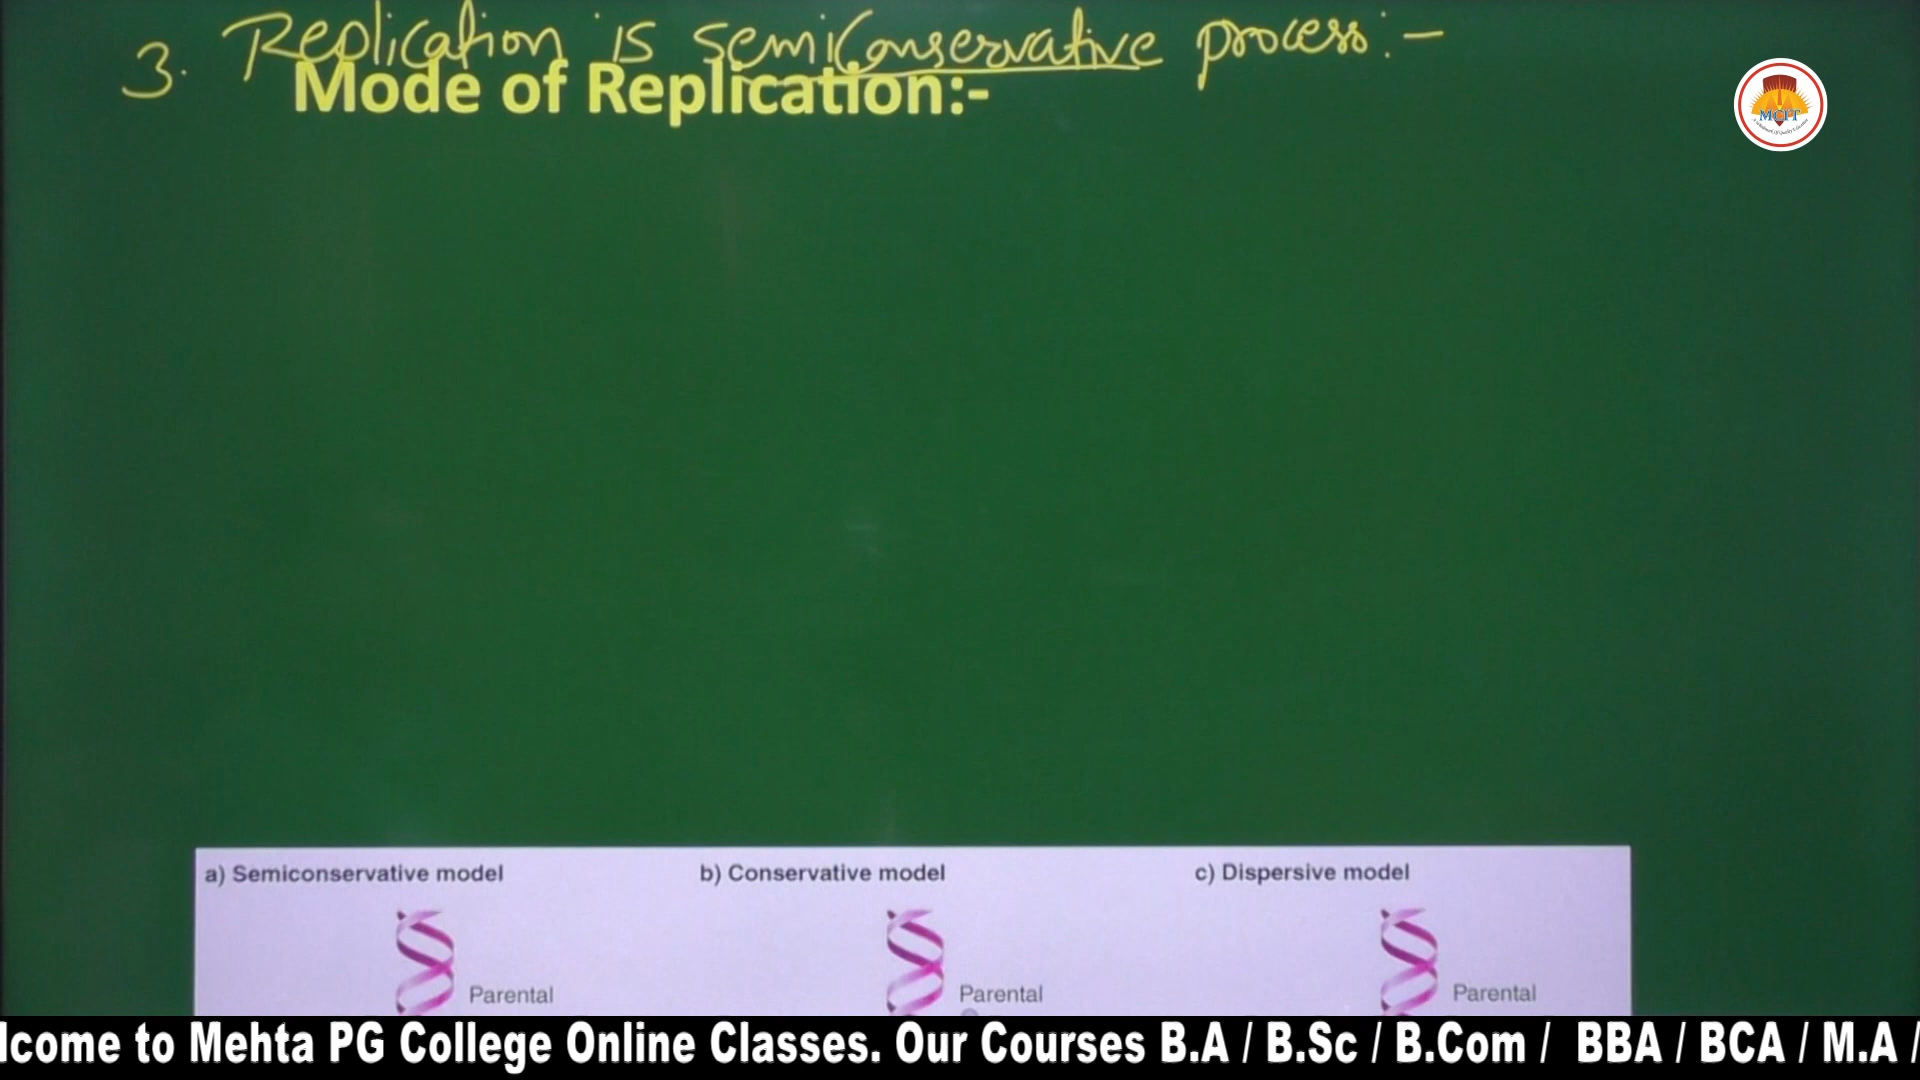 3. Replication is semiconservative process:-
Mode of Replication:-
MCIT
a) Semiconservative model
b) Conservative model
c) Dispersive model
Parental
Parental
Parental
lcome to Mehta PG College Online Classes. Our Courses B.A / B.Sc / B.Com / BBA / BCA / M.A /